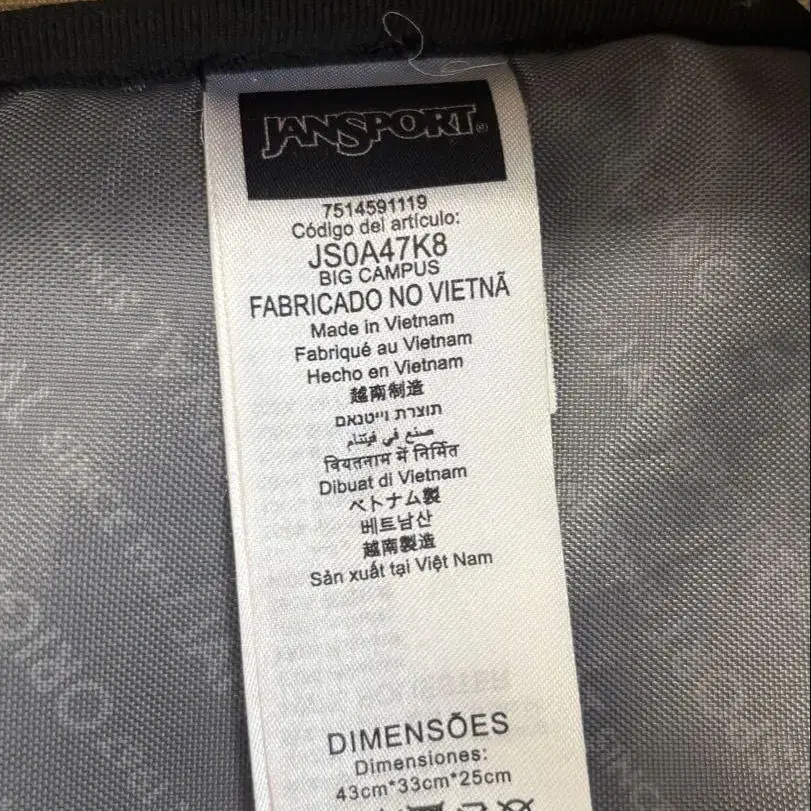 JANSPORT®
7514591119
Código del artículo:
JS0A47K8
BIG CAMPUS
FABRICADO NO VIETNÃ
Made in Vietnam
Fabriqué au Vietnam
Hecho en Vietnam
越南制造
תוצרת וייטנאם
صنع في فيتنام
वियतनाम में निर्मित
Dibuat di Vietnam
ベトナム製
베트남산
越南製造
Sản xuất tại Việt Nam
DIMENSÕES
Dimensiones:
43cm*33cm*25cm